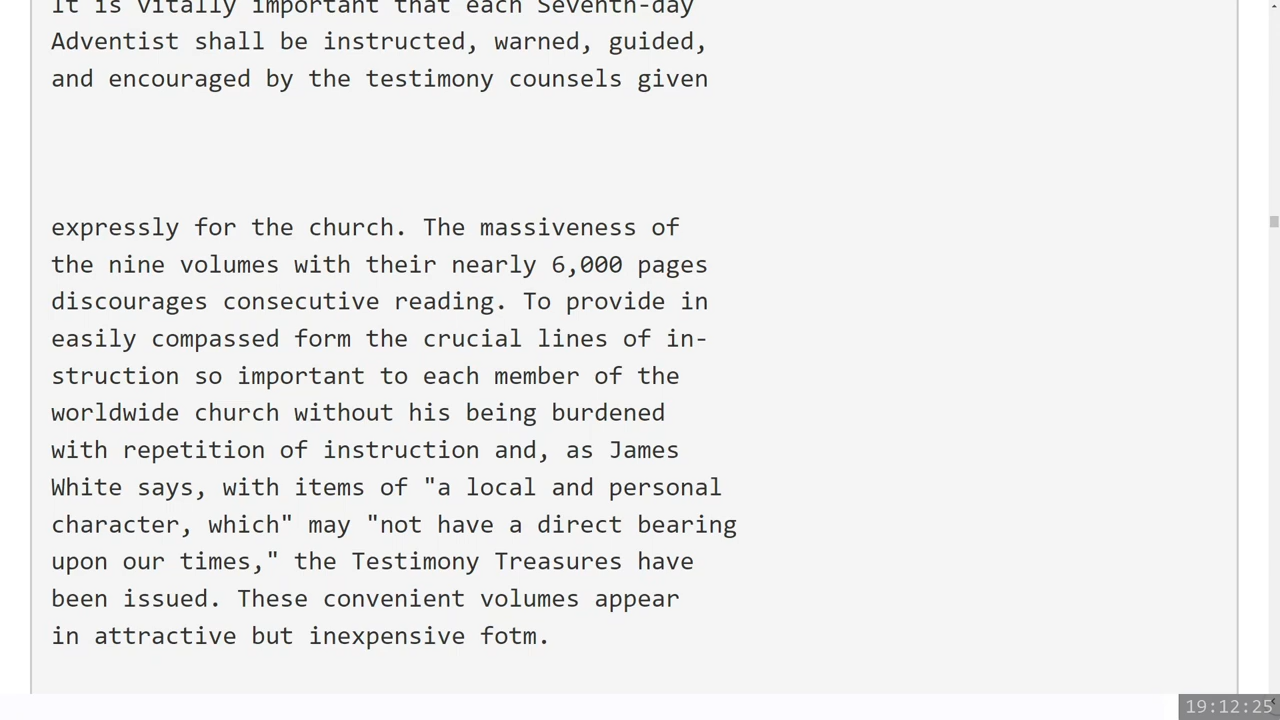 It is vitally important that each Seventh-day
Adventist shall be instructed, warned, guided,
and encouraged by the testimony counsels given
expressly for the church. The massiveness of
the nine volumes with their nearly 6,000 pages
discourages consecutive reading. To provide in
easily compassed form the crucial lines of in-
struction so important to each member of the
worldwide church without his being burdened
with repetition of instruction and, as James
White says, with items of "a local and personal
character, which" may "not have a direct bearing
upon our times," the Testimony Treasures have
been issued. These convenient volumes appear
in attractive but inexpensive fotm.
19:12:25